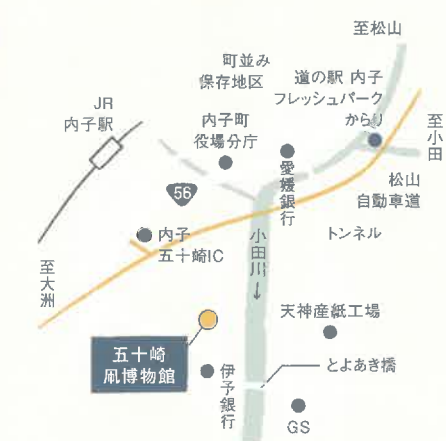 至松山
町並み
保存地区
道の駅 内子
フレッシュパーク
からり
JR
内子駅
内子町
役場分庁
至小田
56
愛媛銀行
松山
自動車道
内子
五十崎IC
小田川
↓
トンネル
至大洲
天神産紙工場
五十崎
凧博物館
伊予銀行
とよあき橋
GS